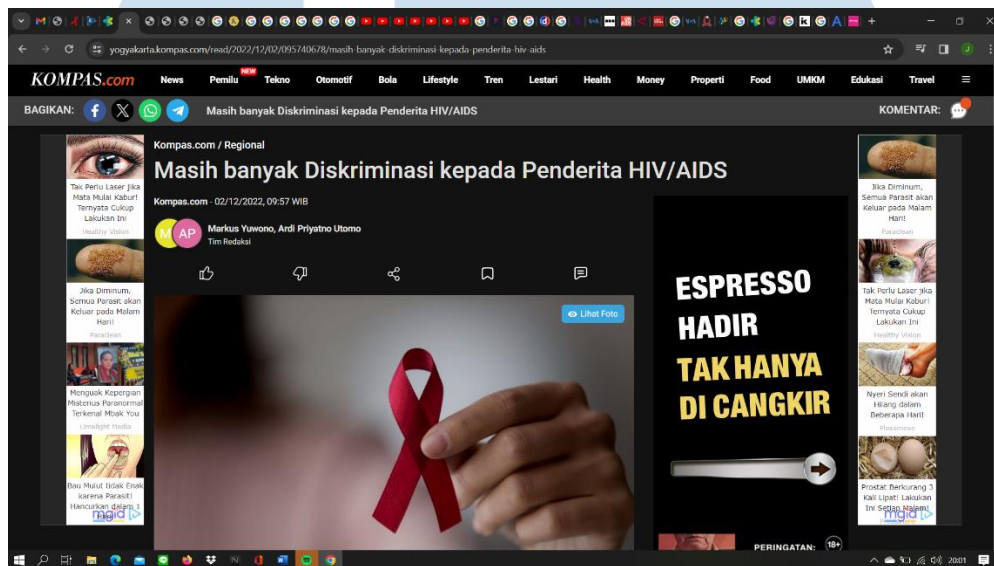 yogyakarta.kompas.com/read/2022/12/02/095740678/masih-banyak-diskriminasi-kepada-penderita-hiv-aids
KOMPAS.com
News
Pemilu
NEW
Tekno
Otomotif
Bola
Lifestyle
Tren
Lestari
Health
Money
Properti
Food
UMKM
Edukasi
Travel
BAGIKAN:
Masih banyak Diskriminasi kepada Penderita HIV/AIDS
KOMENTAR:
Tak Perlu Laser Jika
Mata Mulai Kabur!
Ternyata Cukup
Lakukan Ini
Healthy Vision
Jika Diminum,
Semua Parasit akan
Keluar pada Malam
Hari!
Paraclean
Menguak Kepergian
Misterius Paranormal
Terkenal Mbak You
Limelight Media
Bau Mulut tidak Enak
karena Parasit!
Hancurkan dalam 1
mgid
Kompas.com / Regional
Masih banyak Diskriminasi kepada Penderita HIV/AIDS
Kompas.com - 02/12/2022, 09:57 WIB
M AP
Markus Yuwono, Ardi Priyatno Utomo
Tim Redaksi
Lihat Foto
ESPRESSO
HADIR
TAK HANYA
DI CANGKIR
PERINGATAN:
18+
Jika Diminum,
Semua Parasit akan
Keluar pada Malam
Hari!
Paraclean
Tak Perlu Laser Jika
Mata Mulai Kabur!
Ternyata Cukup
Lakukan Ini
Healthy Vision
Nyeri Sendi akan
Hilang dalam
Beberapa Hari!
Prostat Berkurang 3
Kali Lipat! Lakukan
Ini Setiap Malam!
mgid
20:01